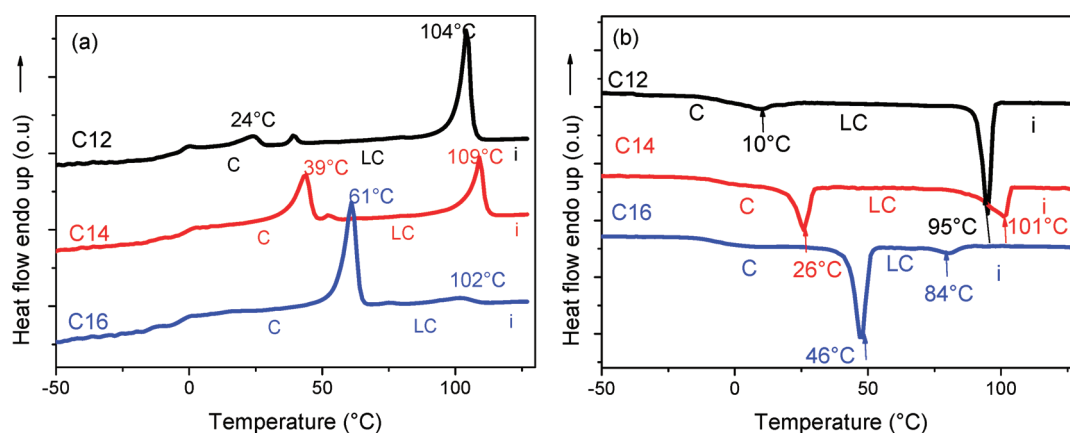 (a)
104°C
24°C
C12
C
LC
i
39°C
109°C
61°C
C14
C
LC
i
102°C
C16
C
LC
i
-50
0
50
100
Temperature (°C)
Heat flow endo up (o.u)
(b)
C12
C
LC
i
10°C
C14
C
LC
i
C16
95°C
101°C
26°C
C
LC
i
84°C
46°C
-50
0
50
100
Temperature (°C)
Heat flow endo up (o.u)